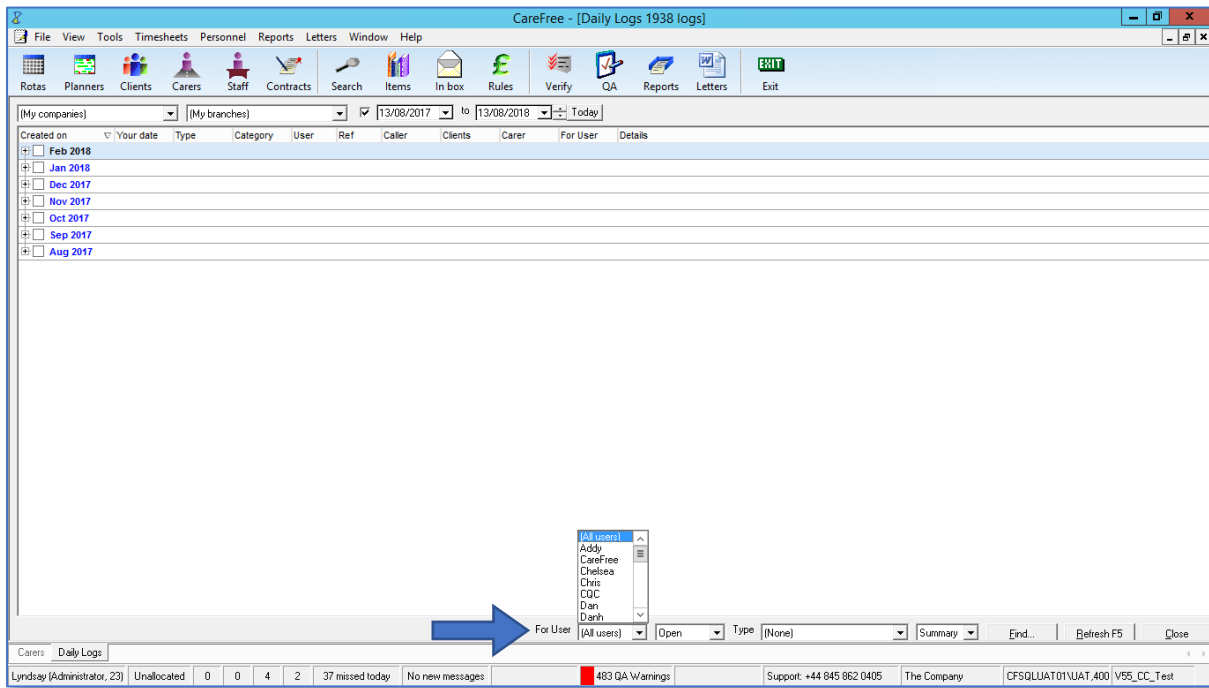 CareFree - [Daily Logs 1938 logs]
File View Tools Timesheets Personnel Reports Letters Window Help
Rotas Planners Clients Carers Staff Contracts Search Items In box Rules Verify QA Reports Letters EXIT Exit
(My companies) (My branches) 13/08/2017 to 13/08/2018 Today
Created on Your date Type Category User Ref Caller Clients Carer For User Details
Feb 2018
Jan 2018
Dec 2017
Nov 2017
Oct 2017
Sep 2017
Aug 2017
(All users)
Addy
CareFree
Chelsea
Chris
CQC
Dan
Danh
For User (All users) Open Type (None) Summary Find... Refresh F5 Close
Carers Daily Logs
Lyndsay (Administrator, 23) Unallocated 0 0 4 2 37 missed today No new messages 483 QA Warnings Support: +44 845 862 0405 The Company CFSQLUAT01\UAT,400 V55_CC_Test